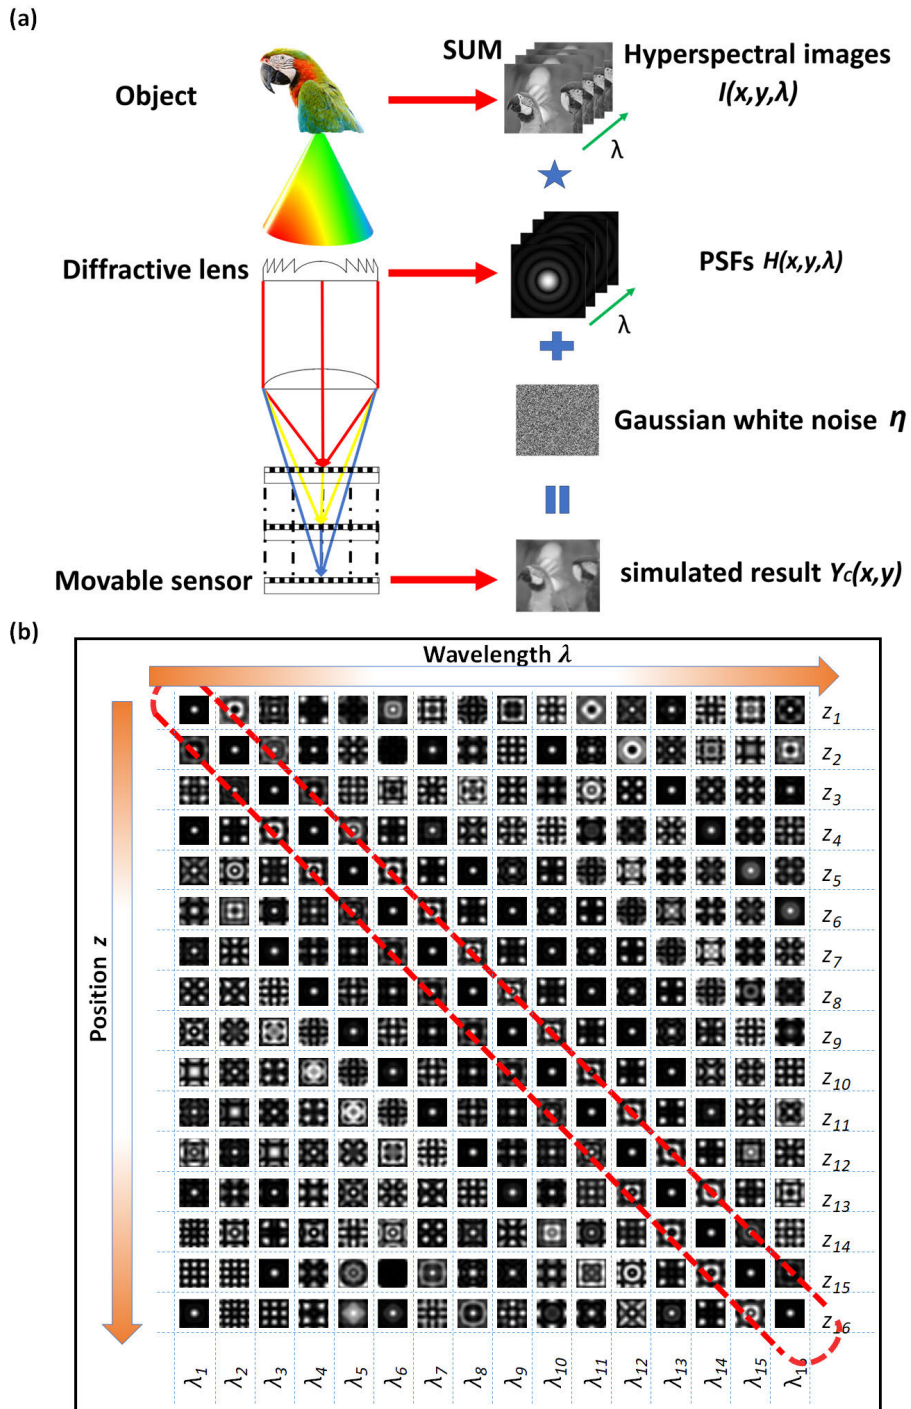 (a)
SUM
Hyperspectral images
I(x,y,λ)
Object
λ
Diffractive lens
PSFs H(x,y,λ)
λ
Gaussian white noise η
Movable sensor
simulated result Y_C(x,y)
(b)
Wavelength λ
Position z
z₁
z₂
z₃
z₄
z₅
z₆
z₇
z₈
z₉
z₁₀
z₁₁
z₁₂
z₁₃
z₁₄
z₁₅
z₁₆
λ₁ λ₂ λ₃ λ₄ λ₅ λ₆ λ₇ λ₈ λ₉ λ₁₀ λ₁₁ λ₁₂ λ₁₃ λ₁₄ λ₁₅ λ₁₆